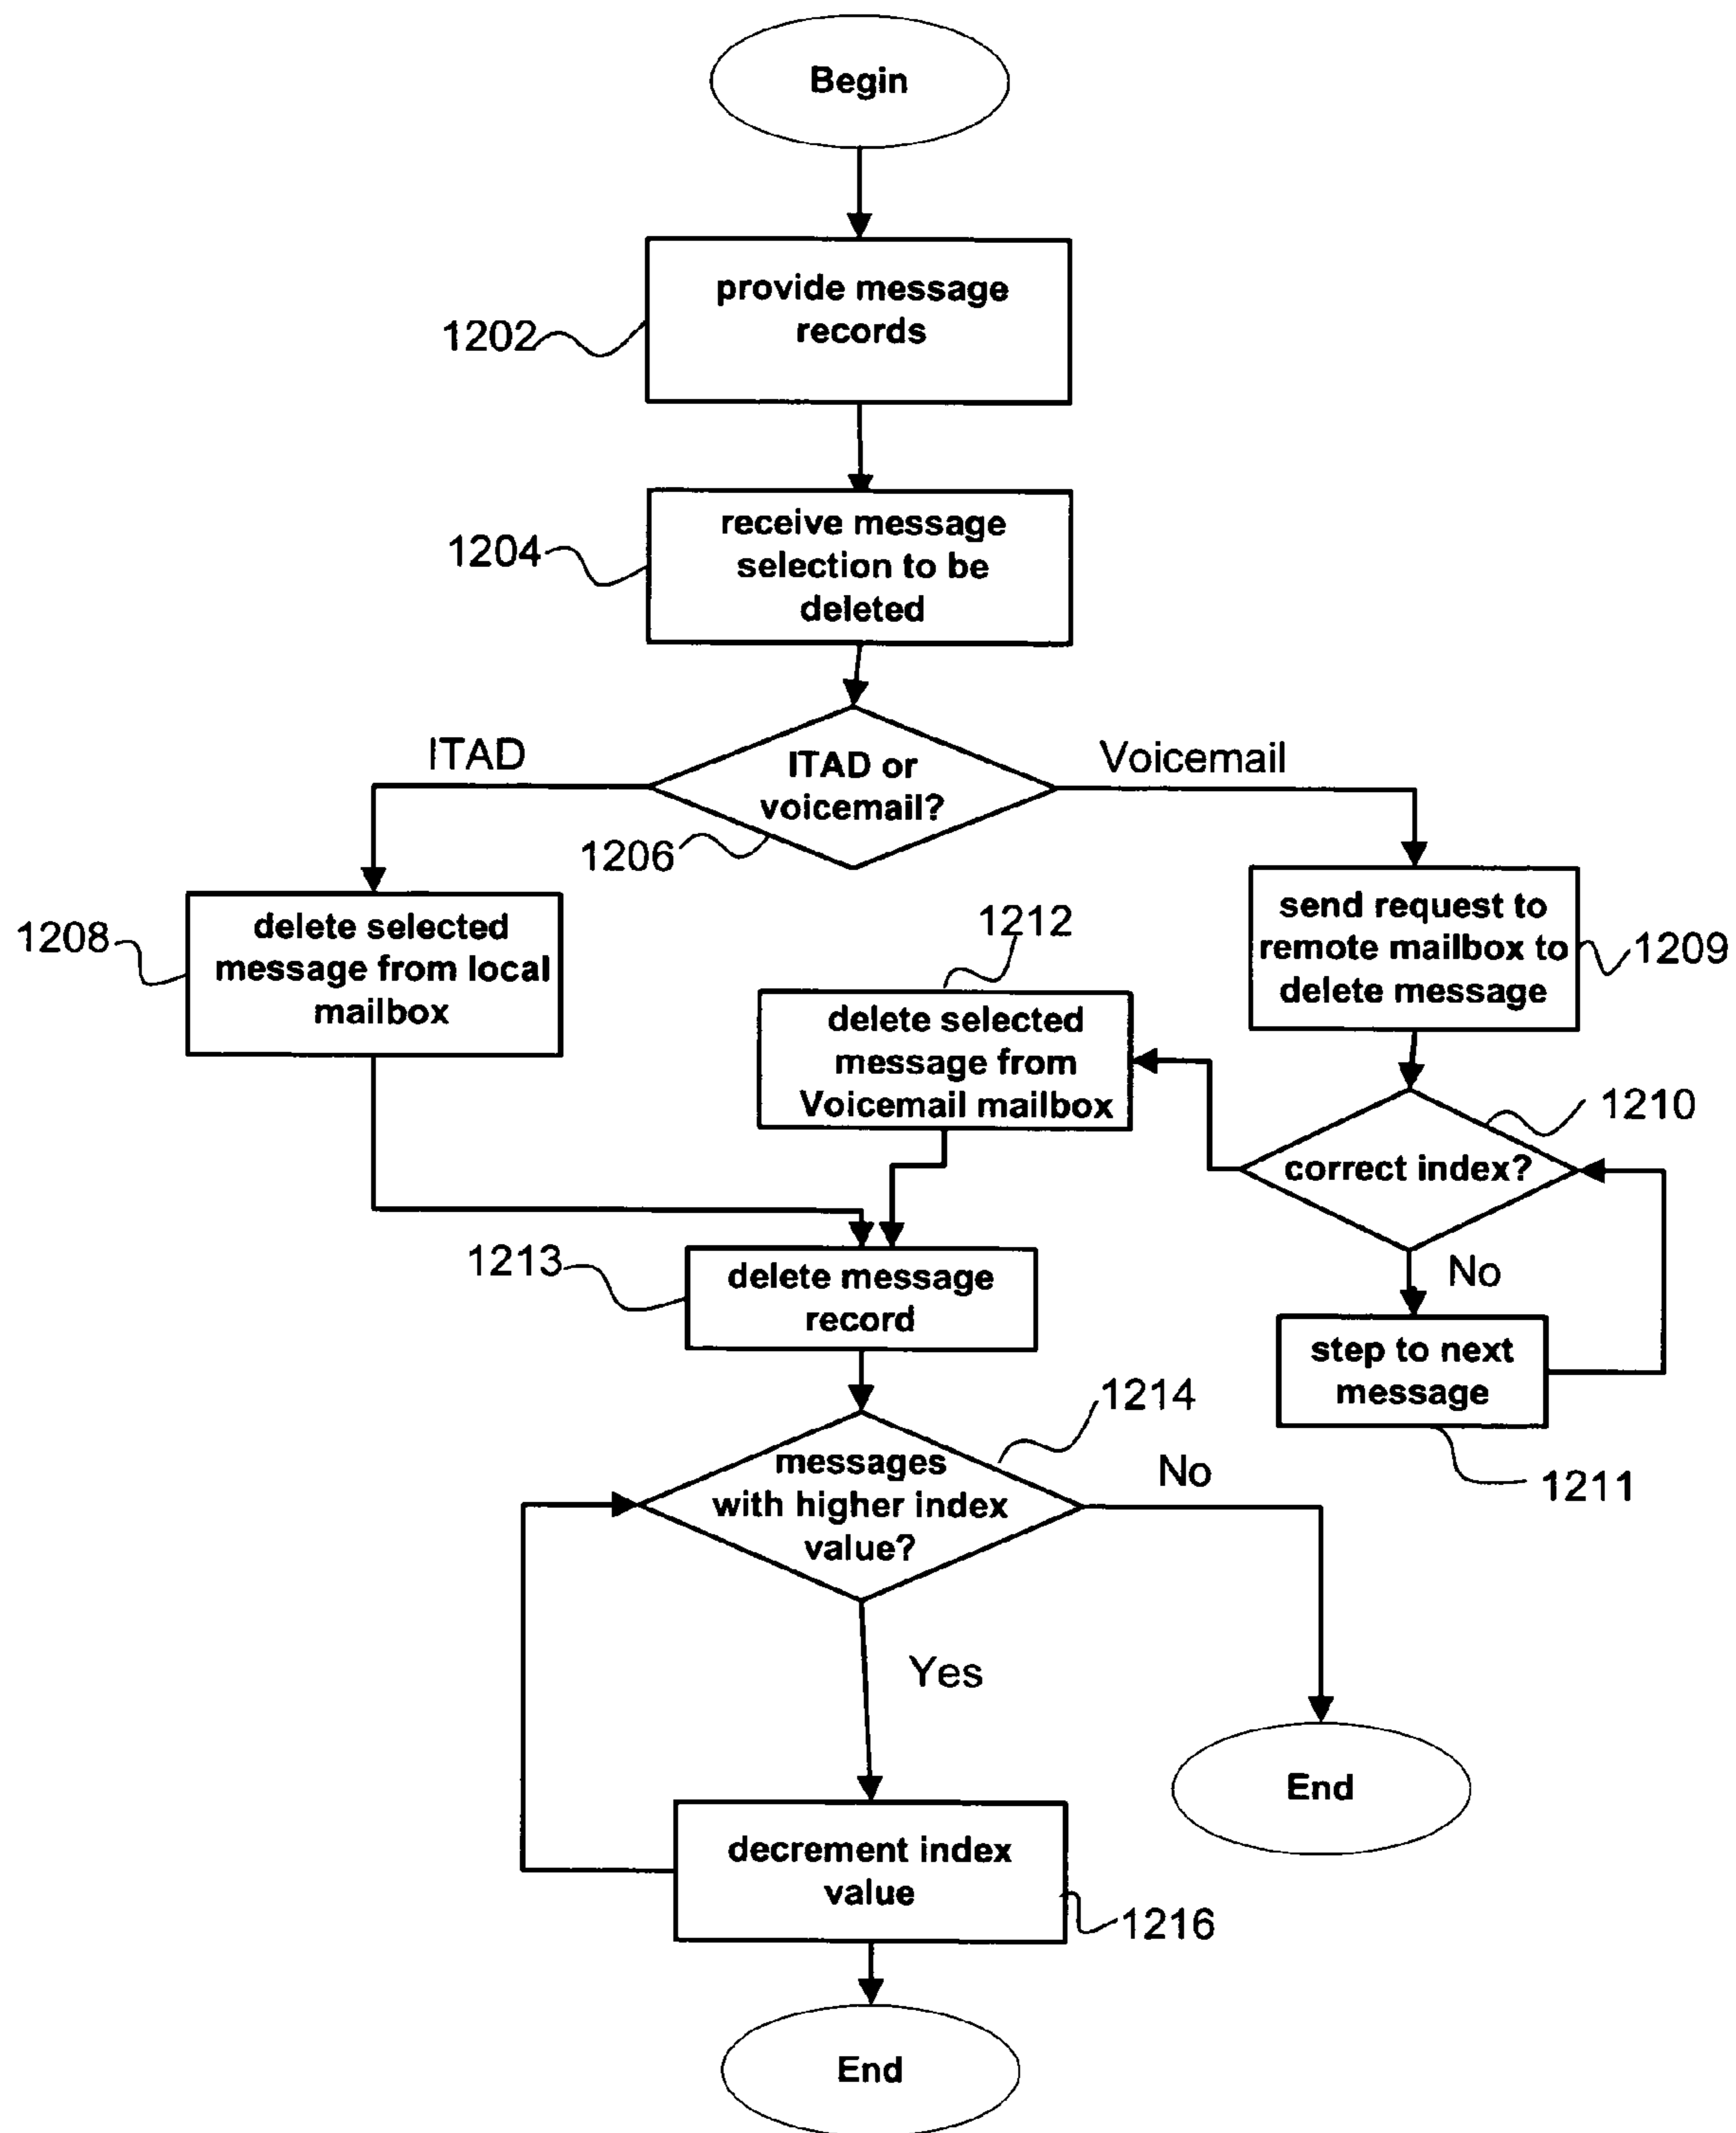 Begin
provide message
records
1202
receive message
selection to be
deleted
1204
ITAD
Voicemail
ITAD or
voicemail?
1206
delete selected
message from local
mailbox
1208
send request to
remote mailbox to
delete message
1209
1212
delete selected
message from
Voicemail mailbox
1210
correct index?
No
1213
delete message
record
step to next
message
1211
1214
messages
with higher index
value?
No
Yes
End
decrement index
value
1216
End